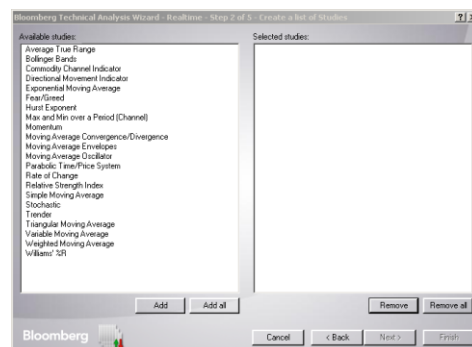 Bloomberg Technical Analysis Wizard - Realtime - Step 2 of 5 - Create a list of Studies
Available studies:
Selected studies:
Average True Range
Bollinger Bands
Commodity Channel Indicator
Directional Movement Indicator
Exponential Moving Average
Fear/Greed
Hurst Exponent
Max and Min over a Period (Channel)
Momentum
Moving Average Convergence/Divergence
Moving Average Envelopes
Moving Average Oscillator
Parabolic Time/Price System
Rate of Change
Relative Strength Index
Simple Moving Average
Stochastic
Trender
Triangular Moving Average
Variable Moving Average
Weighted Moving Average
Williams' %R
Add Add all Remove Remove all
Bloomberg Cancel < Back Next > Finish